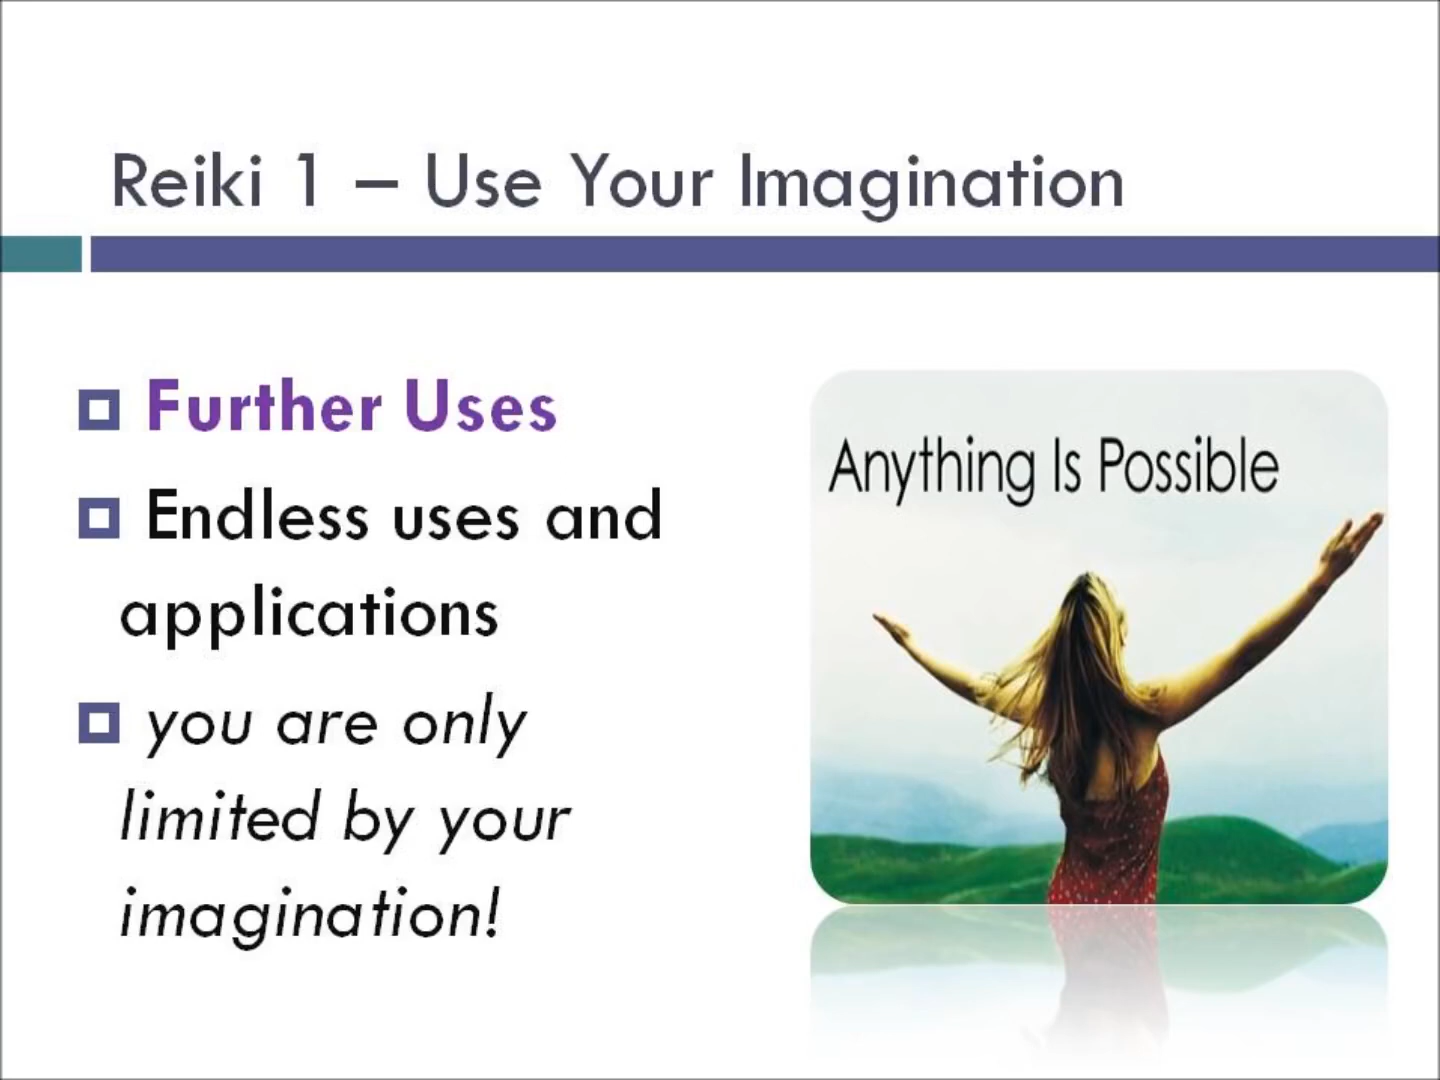 Reiki 1 – Use Your Imagination
Further Uses
Endless uses and
applications
you are only
limited by your
imagination!
Anything Is Possible